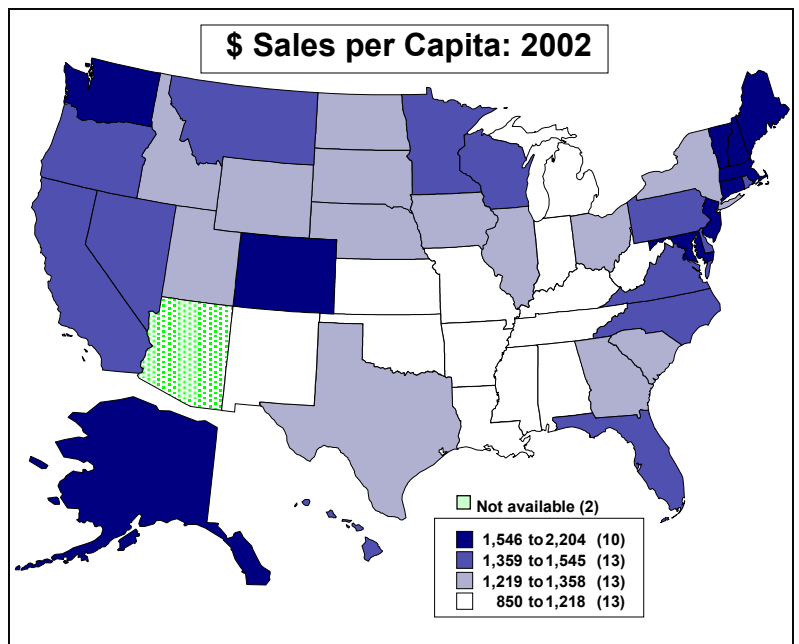 $ Sales per Capita: 2002
Not available (2)
1,546 to 2,204 (10)
1,359 to 1,545 (13)
1,219 to 1,358 (13)
850 to 1,218 (13)